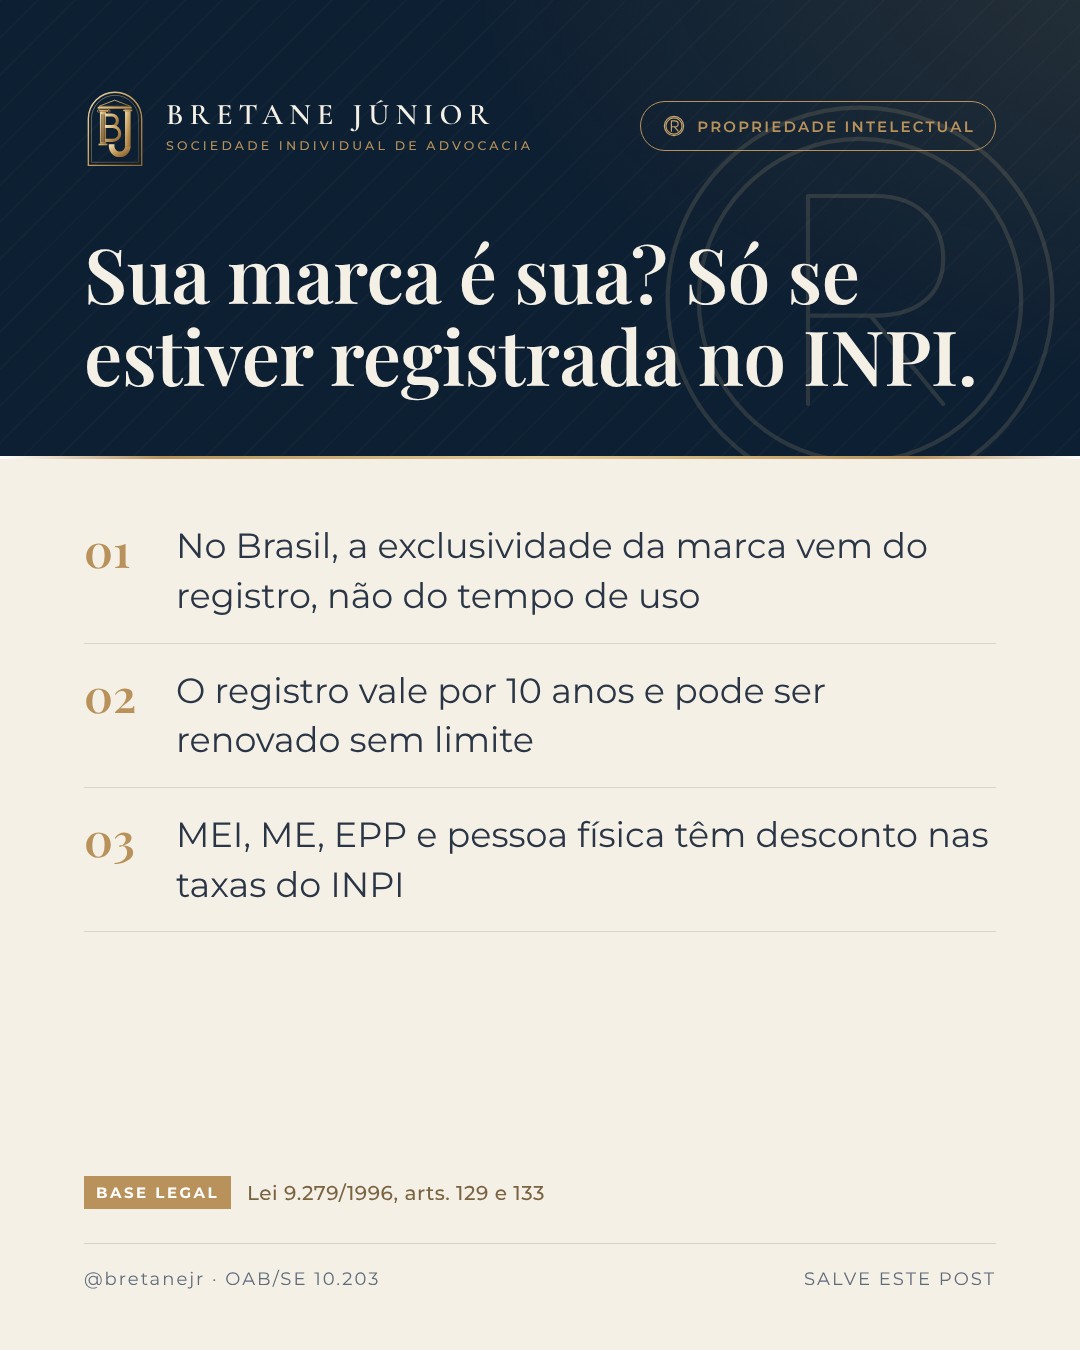 BRETANE JÚNIOR
SOCIEDADE INDIVIDUAL DE ADVOCACIA
® PROPRIEDADE INTELECTUAL
Sua marca é sua? Só se
estiver registrada no INPI.
01 No Brasil, a exclusividade da marca vem do
registro, não do tempo de uso
02 O registro vale por 10 anos e pode ser
renovado sem limite
03 MEI, ME, EPP e pessoa física têm desconto nas
taxas do INPI
BASE LEGAL Lei 9.279/1996, arts. 129 e 133
@bretanejr · OAB/SE 10.203
SALVE ESTE POST